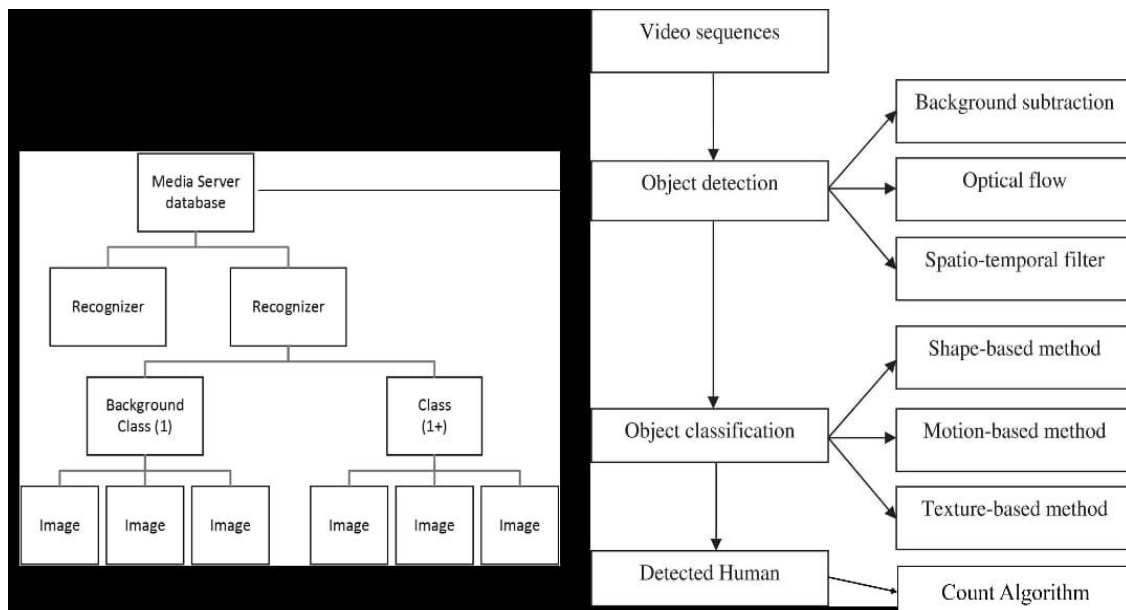 Media Server
database
Recognizer
Recognizer
Background
Class (1)
Class
(1+)
Image
Image
Image
Image
Image
Image
Video sequences
Object detection
Background subtraction
Optical flow
Spatio-temporal filter
Object classification
Shape-based method
Motion-based method
Texture-based method
Detected Human
Count Algorithm